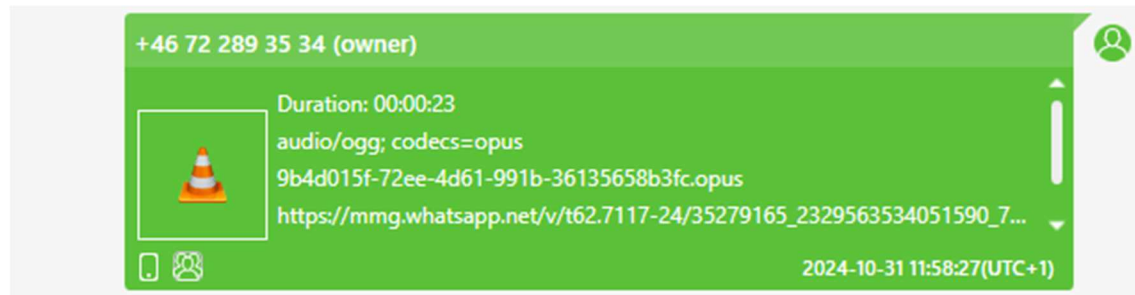 +46 72 289 35 34 (owner)
Duration: 00:00:23
audio/ogg; codecs=opus
9b4d015f-72ee-4d61-991b-36135658b3fc.opus
https://mmg.whatsapp.net/v/t62.7117-24/35279165_2329563534051590_7...
2024-10-31 11:58:27(UTC+1)